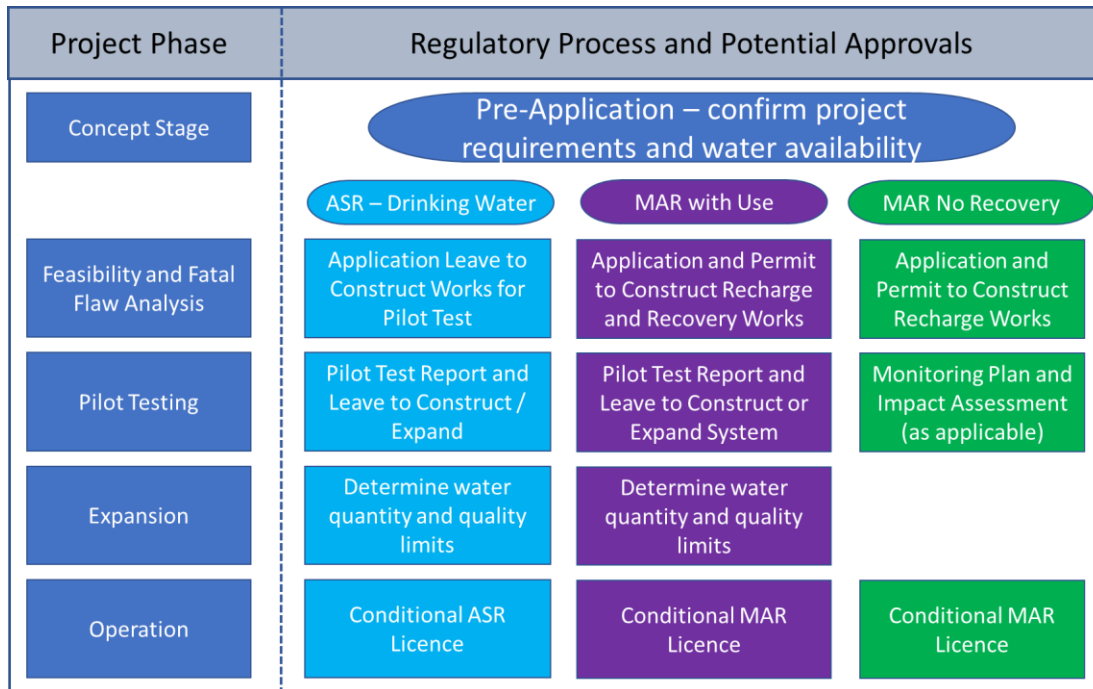 Project Phase
Regulatory Process and Potential Approvals
Concept Stage
Pre-Application – confirm project
requirements and water availability
ASR – Drinking Water
MAR with Use
MAR No Recovery
Feasibility and Fatal
Flaw Analysis
Application Leave to
Construct Works for
Pilot Test
Application and Permit
to Construct Recharge
and Recovery Works
Application and
Permit to Construct
Recharge Works
Pilot Testing
Pilot Test Report and
Leave to Construct /
Expand
Pilot Test Report and
Leave to Construct or
Expand System
Monitoring Plan and
Impact Assessment
(as applicable)
Expansion
Determine water
quantity and quality
limits
Determine water
quantity and quality
limits
Operation
Conditional ASR
Licence
Conditional MAR
Licence
Conditional MAR
Licence